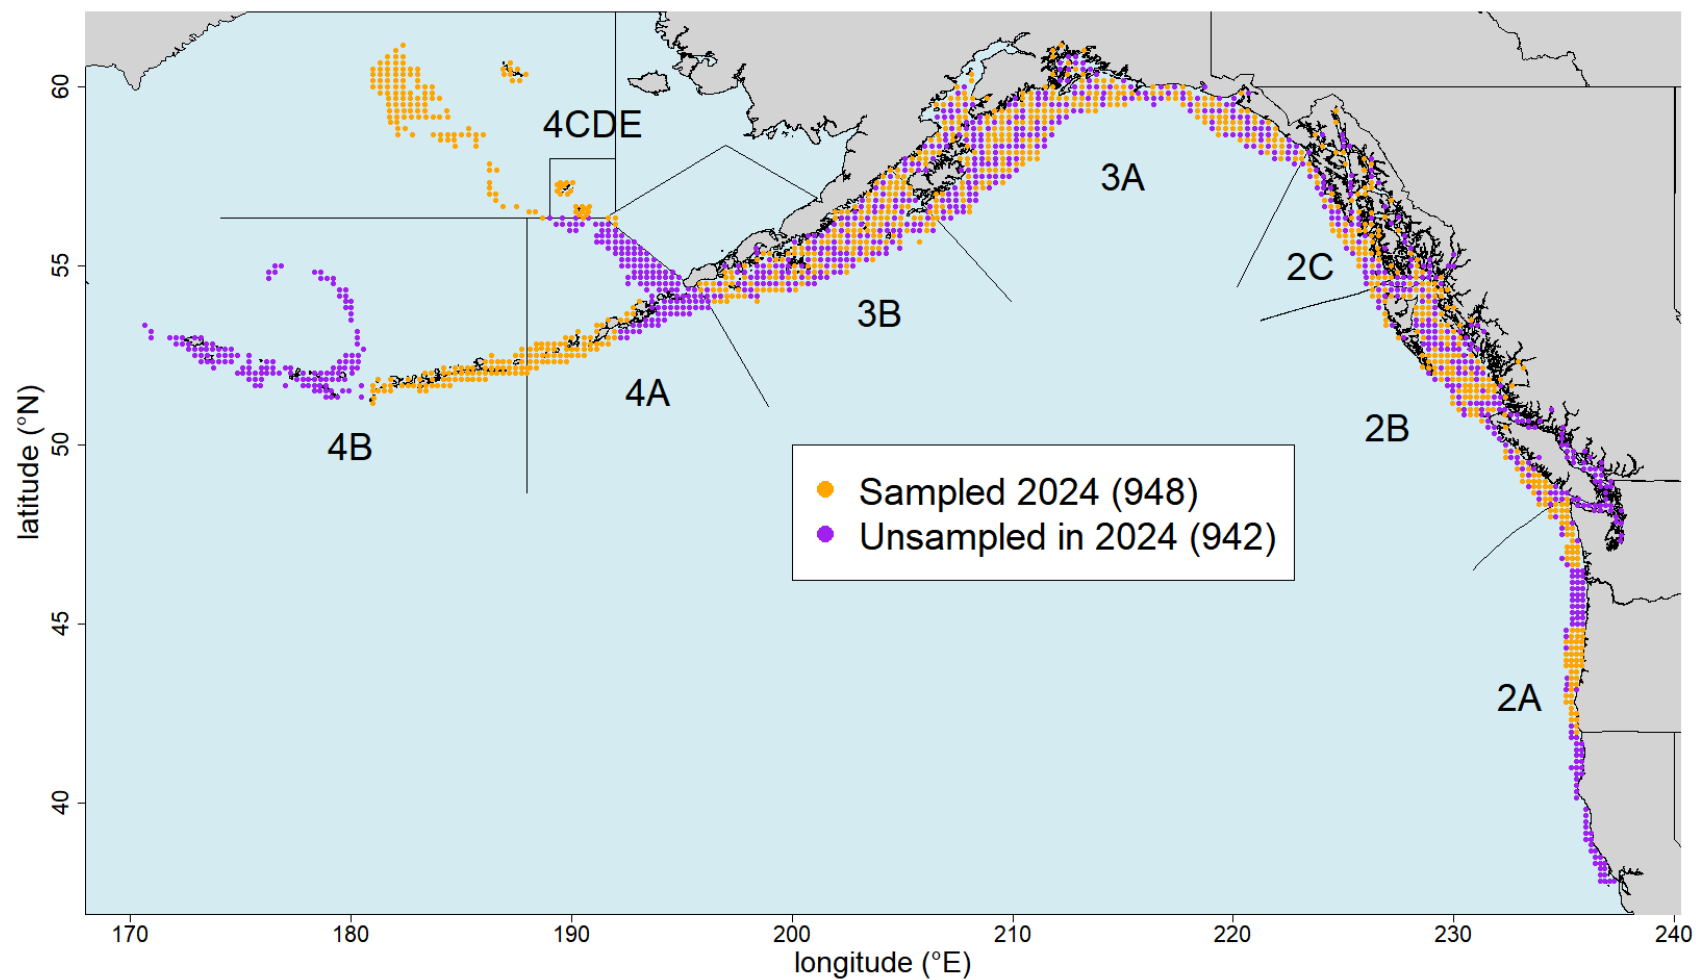 60
55
50
45
40
latitude (°N)
4CDE
3A
2C
3B
4A
2B
4B
Sampled 2024 (948)
Unsampled in 2024 (942)
2A
170
180
190
200
210
220
230
240
longitude (°E)